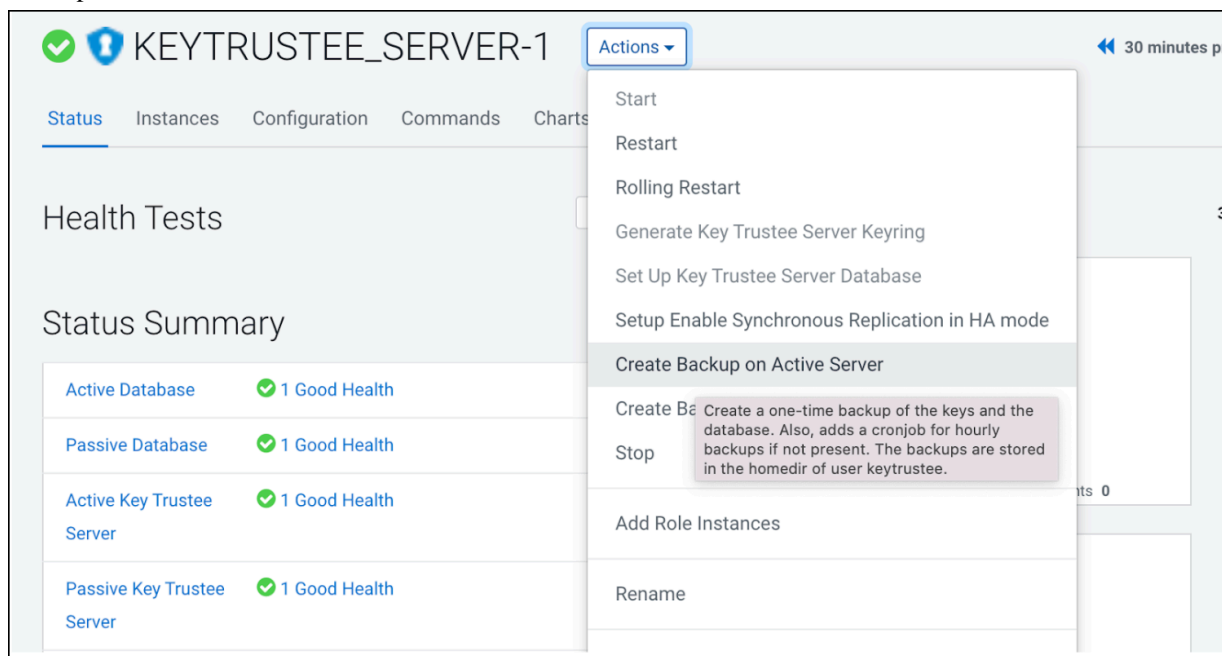 KEYTRUSTEE_SERVER-1
Actions
30 minutes p
Status Instances Configuration Commands Charts
Start
Restart
Rolling Restart
Generate Key Trustee Server Keyring
Set Up Key Trustee Server Database
Setup Enable Synchronous Replication in HA mode
Create Backup on Active Server
Create Ba
Create a one-time backup of the keys and the
database. Also, adds a cronjob for hourly
backups if not present. The backups are stored
in the homedir of user keytrustee.
Stop
Add Role Instances
Rename
Health Tests
Status Summary
Active Database 1 Good Health
Passive Database 1 Good Health
Active Key Trustee
Server
1 Good Health
Passive Key Trustee
Server
1 Good Health
nts 0